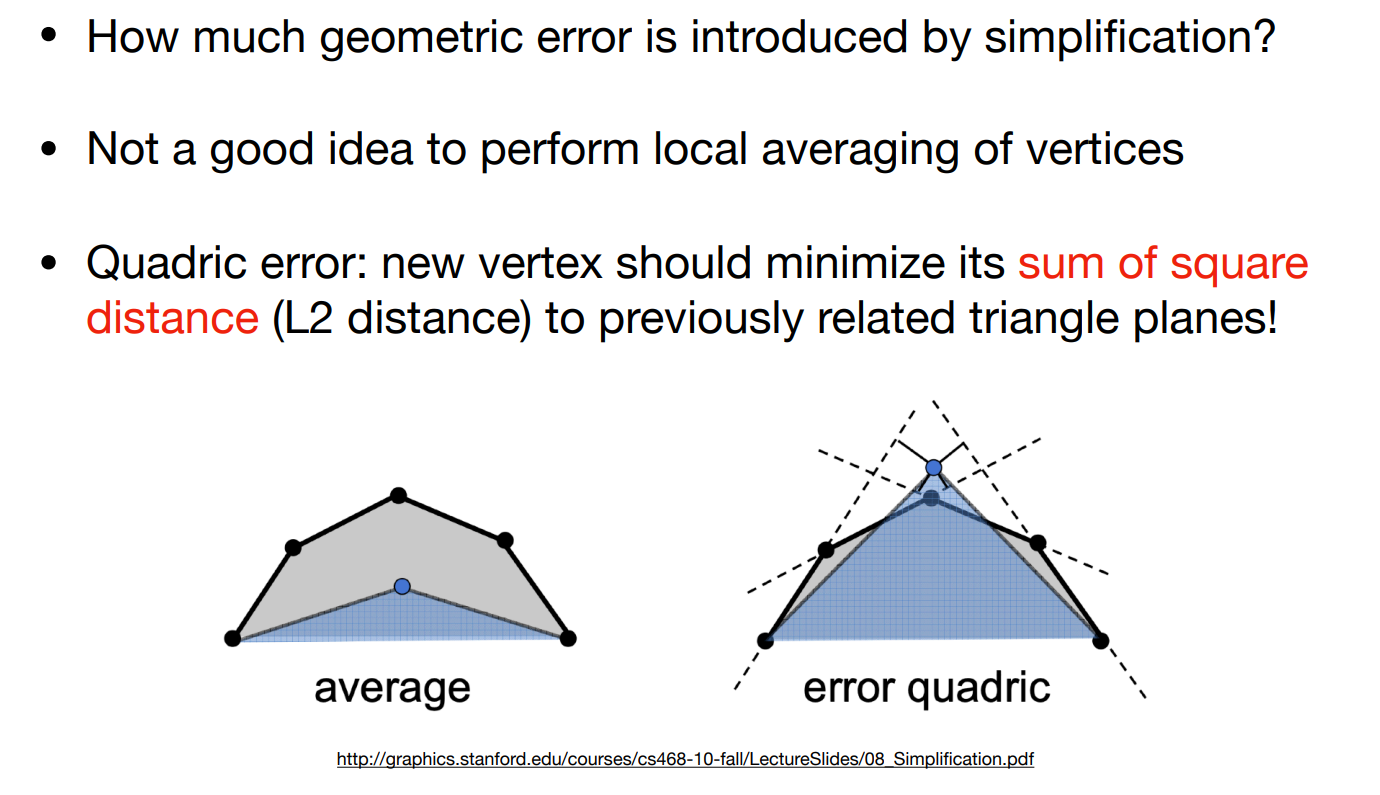 • How much geometric error is introduced by simplification?
• Not a good idea to perform local averaging of vertices
• Quadric error: new vertex should minimize its sum of square
distance (L2 distance) to previously related triangle planes!
average
error quadric
http://graphics.stanford.edu/courses/cs468-10-fall/LectureSlides/08_Simplification.pdf